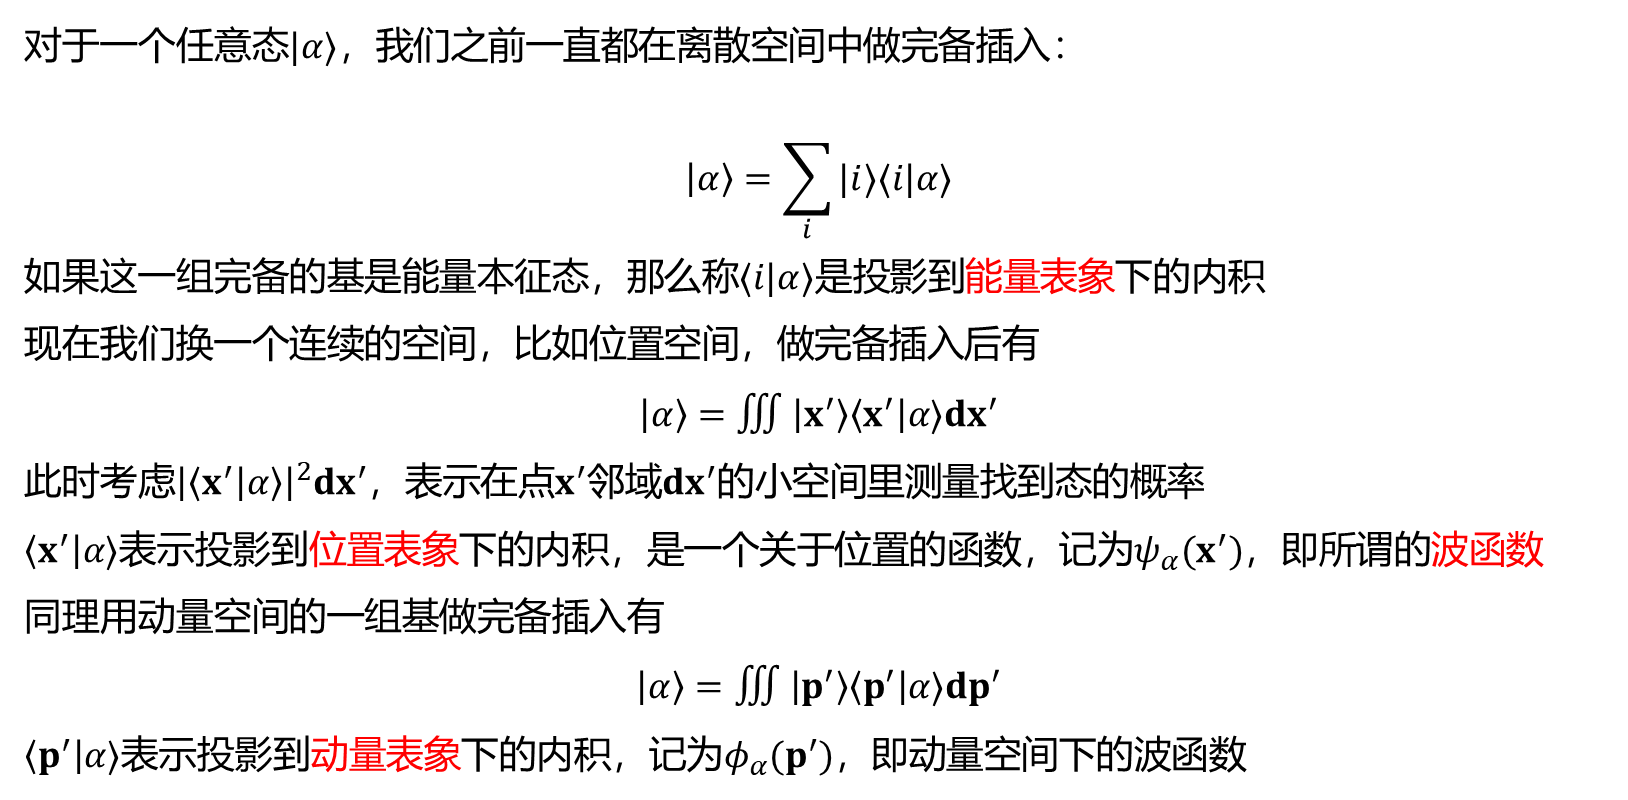 对于一个任意态|α⟩，我们之前一直都在离散空间中做完备插入：
|α⟩ = ∑_i |i⟩⟨i|α⟩
如果这一组完备的基是能量本征态，那么称⟨i|α⟩是投影到能量表象下的内积
现在我们换一个连续的空间，比如位置空间，做完备插入后有
|α⟩ = ∭ |𝐱′⟩⟨𝐱′|α⟩𝐝𝐱′
此时考虑|⟨𝐱′|α⟩|²𝐝𝐱′，表示在点𝐱′邻域𝐝𝐱′的小空间里测量找到态的概率
⟨𝐱′|α⟩表示投影到位置表象下的内积，是一个关于位置的函数，记为ψ_α(𝐱′)，即所谓的波函数
同理用动量空间的一组基做完备插入有
|α⟩ = ∭ |𝐩′⟩⟨𝐩′|α⟩𝐝𝐩′
⟨𝐩′|α⟩表示投影到动量表象下的内积，记为ϕ_α(𝐩′)，即动量空间下的波函数